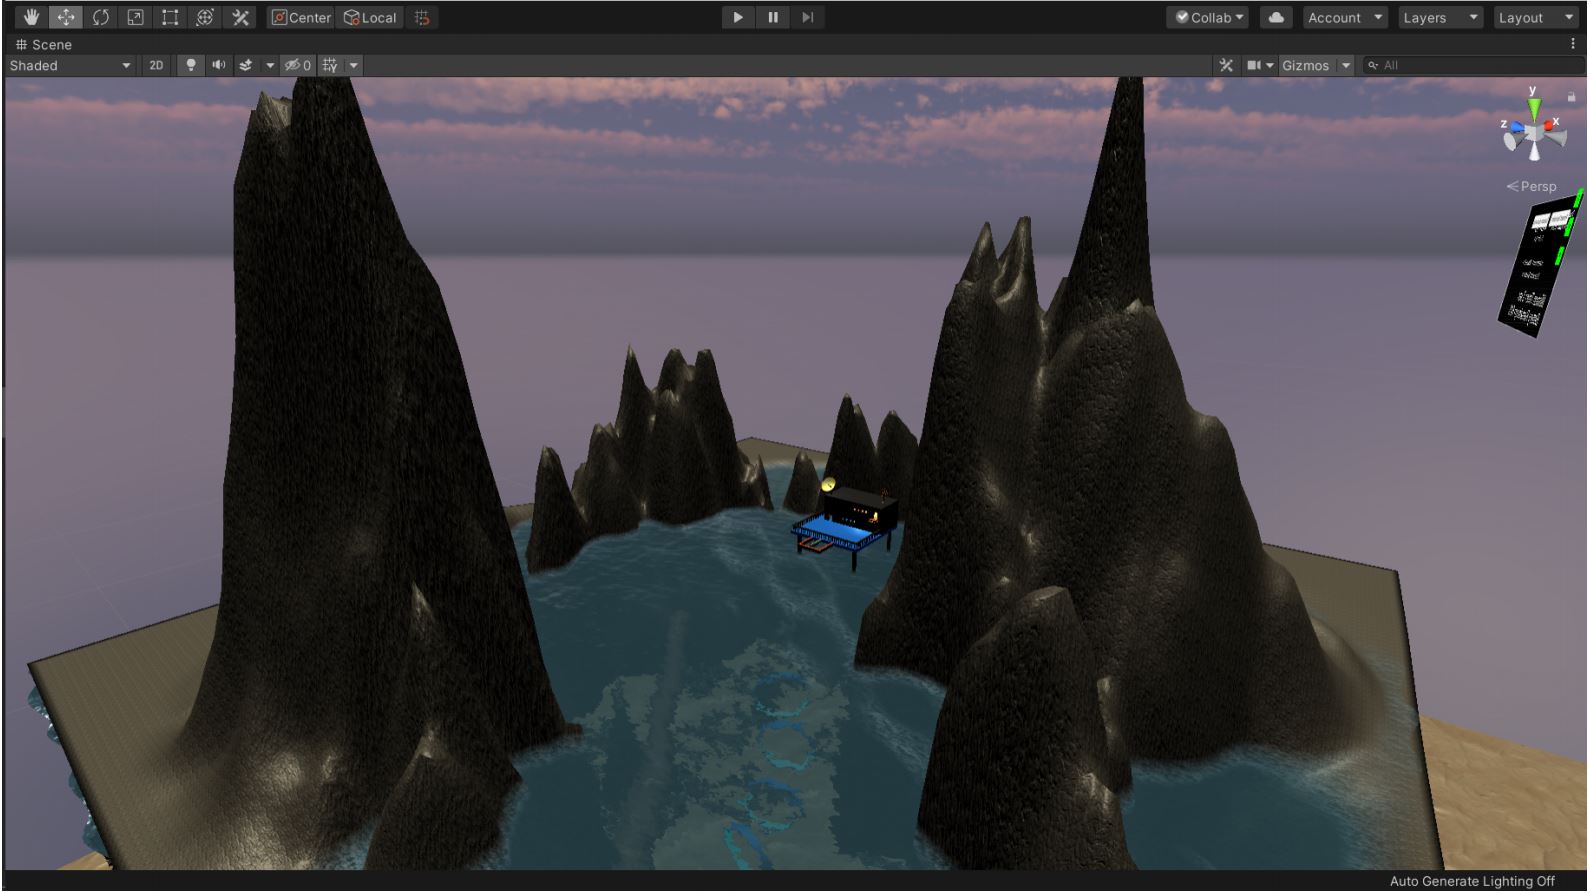 Center Local Collab Account Layers Layout
Scene
Shaded 2D 0 Gizmos All
y
z x
Persp
Auto Generate Lighting Off